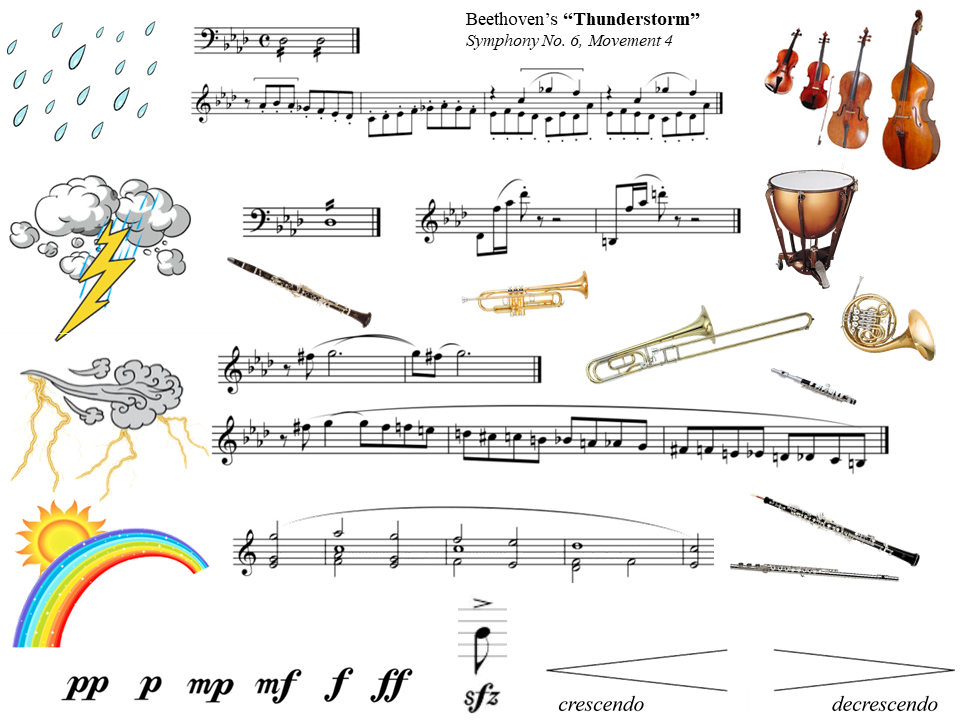 Beethoven's "Thunderstorm"
Symphony No. 6, Movement 4
pp p mp mf f ff
sfz
crescendo
decrescendo